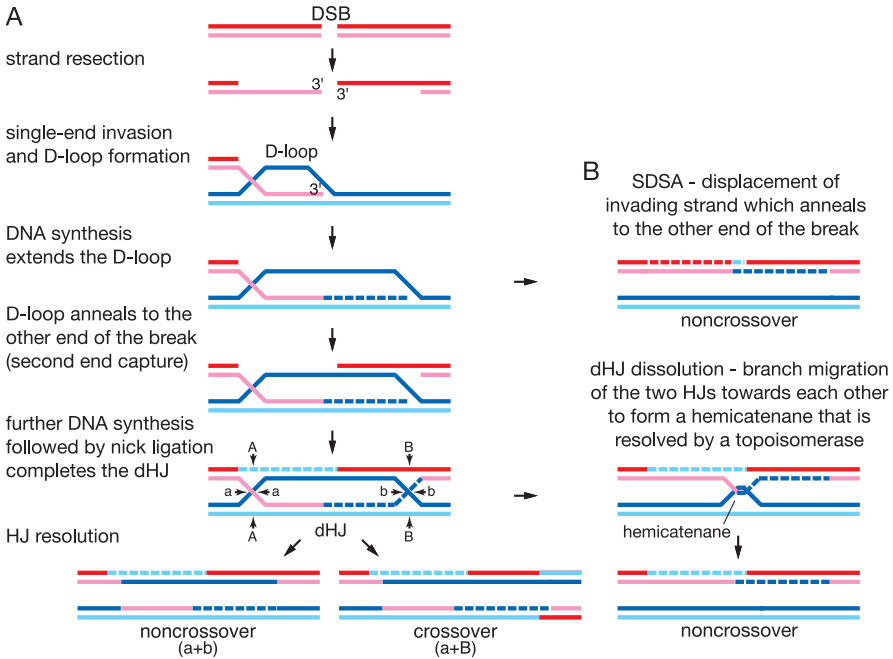 A
DSB
strand resection
3'
3'
single-end invasion
and D-loop formation
D-loop
3'
DNA synthesis
extends the D-loop
D-loop anneals to the
other end of the break
(second end capture)
further DNA synthesis
followed by nick ligation
completes the dHJ
A
B
a
a
b
b
A
B
dHJ
HJ resolution
noncrossover
(a+b)
crossover
(a+B)
B
SDSA - displacement of
invading strand which anneals
to the other end of the break
noncrossover
dHJ dissolution - branch migration
of the two HJs towards each other
to form a hemicatenane that is
resolved by a topoisomerase
hemicatenane
noncrossover